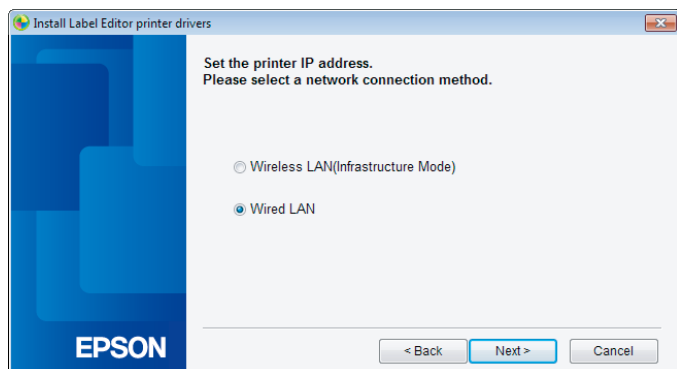 Install Label Editor printer drivers
Set the printer IP address.
Please select a network connection method.
Wireless LAN(Infrastructure Mode)
Wired LAN
EPSON
< Back
Next >
Cancel